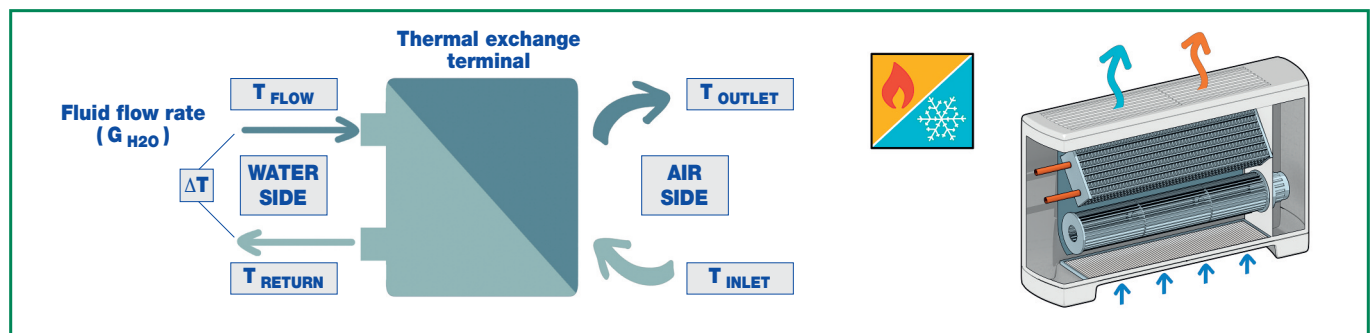 Thermal exchange
terminal
T FLOW
Fluid flow rate
( G H2O )
ΔT
WATER
SIDE
T RETURN
T OUTLET
AIR
SIDE
T INLET